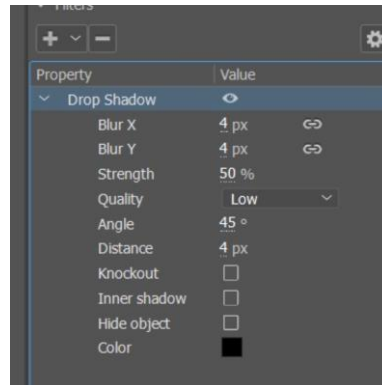 Filters
Property Value
Drop Shadow
Blur X 4 px
Blur Y 4 px
Strength 50 %
Quality Low
Angle 45 °
Distance 4 px
Knockout
Inner shadow
Hide object
Color